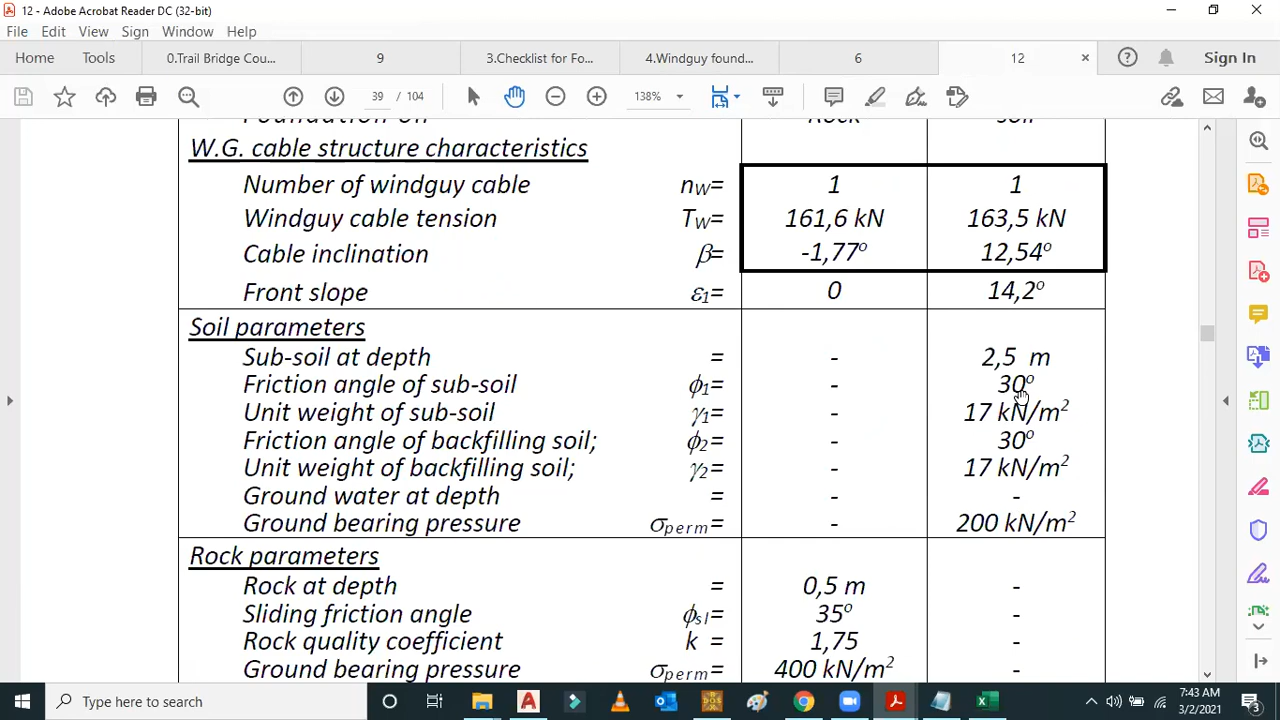 12 - Adobe Acrobat Reader DC (32-bit)
File Edit View Sign Window Help
Home Tools 0.Trail Bridge Cou... 9 3.Checklist for Fo... 4.Windguy found... 6 12 × Sign In
39 / 104 138%
Foundation on Rock soil
W.G. cable structure characteristics
Number of windguy cable nW= 1 1
Windguy cable tension TW= 161,6 kN 163,5 kN
Cable inclination β= -1,77° 12,54°
Front slope ε1= 0 14,2°
Soil parameters
Sub-soil at depth = - 2,5 m
Friction angle of sub-soil ϕ1= - 30°
Unit weight of sub-soil γ1= - 17 kN/m²
Friction angle of backfilling soil; ϕ2= - 30°
Unit weight of backfilling soil; γ2= - 17 kN/m²
Ground water at depth = - -
Ground bearing pressure σperm= - 200 kN/m²
Rock parameters
Rock at depth = 0,5 m -
Sliding friction angle ϕsl= 35° -
Rock quality coefficient k = 1,75 -
Ground bearing pressure σperm= 400 kN/m² -
Type here to search
7:43 AM
3/2/2021
3